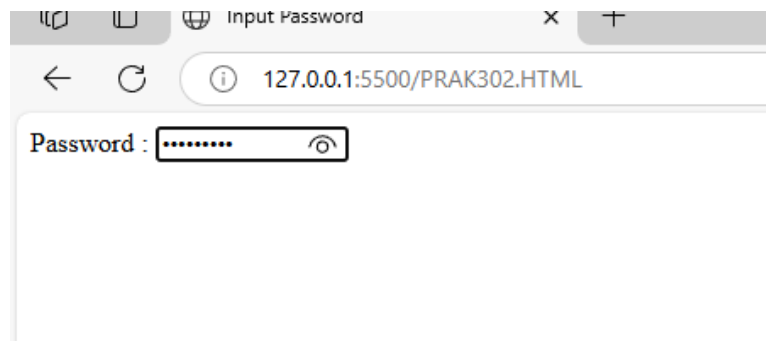 Input Password
127.0.0.1:5500/PRAK302.HTML
Password : •••••••••